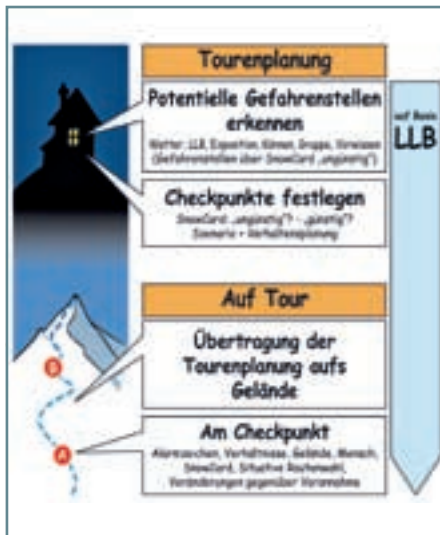 Tourenplanung
Potentielle Gefahrenstellen
erkennen
Wetter, LLB, Exposition, Können, Gruppe, Vorwissen
(Gefahrenstellen über SnowCard „ungünstig“)
Checkpunkte festlegen
SnowCard „ungünstig“? - „günstig“?
Szenario + Verhaltensplanung
auf Basis
LLB
Auf Tour
Übertragung der
Tourenplanung aufs
Gelände
B
Am Checkpunkt
Alarmzeichen, Verhältnisse, Gelände, Mensch,
SnowCard, Situative Routenwahl,
Veränderungen gegenüber Vorannahme
A